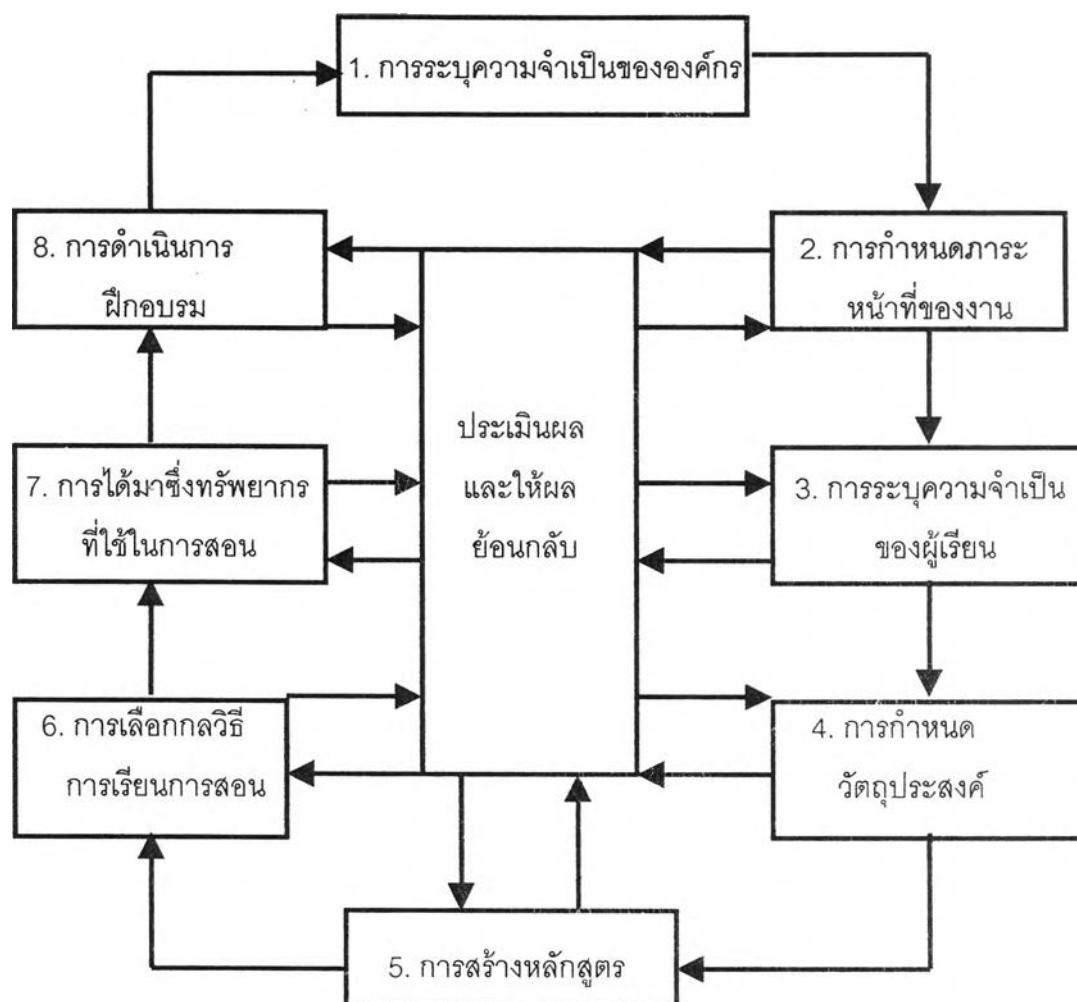 1. การระบุความจำเป็นขององค์กร
2. การกำหนดภาระ
หน้าที่ของงาน
3. การระบุความจำเป็น
ของผู้เรียน
4. การกำหนด
วัตถุประสงค์
5. การสร้างหลักสูตร
6. การเลือกกลวิธี
การเรียนการสอน
7. การได้มาซึ่งทรัพยากร
ที่ใช้ในการสอน
8. การดำเนินการ
ฝึกอบรม
ประเมินผล
และให้ผล
ย้อนกลับ